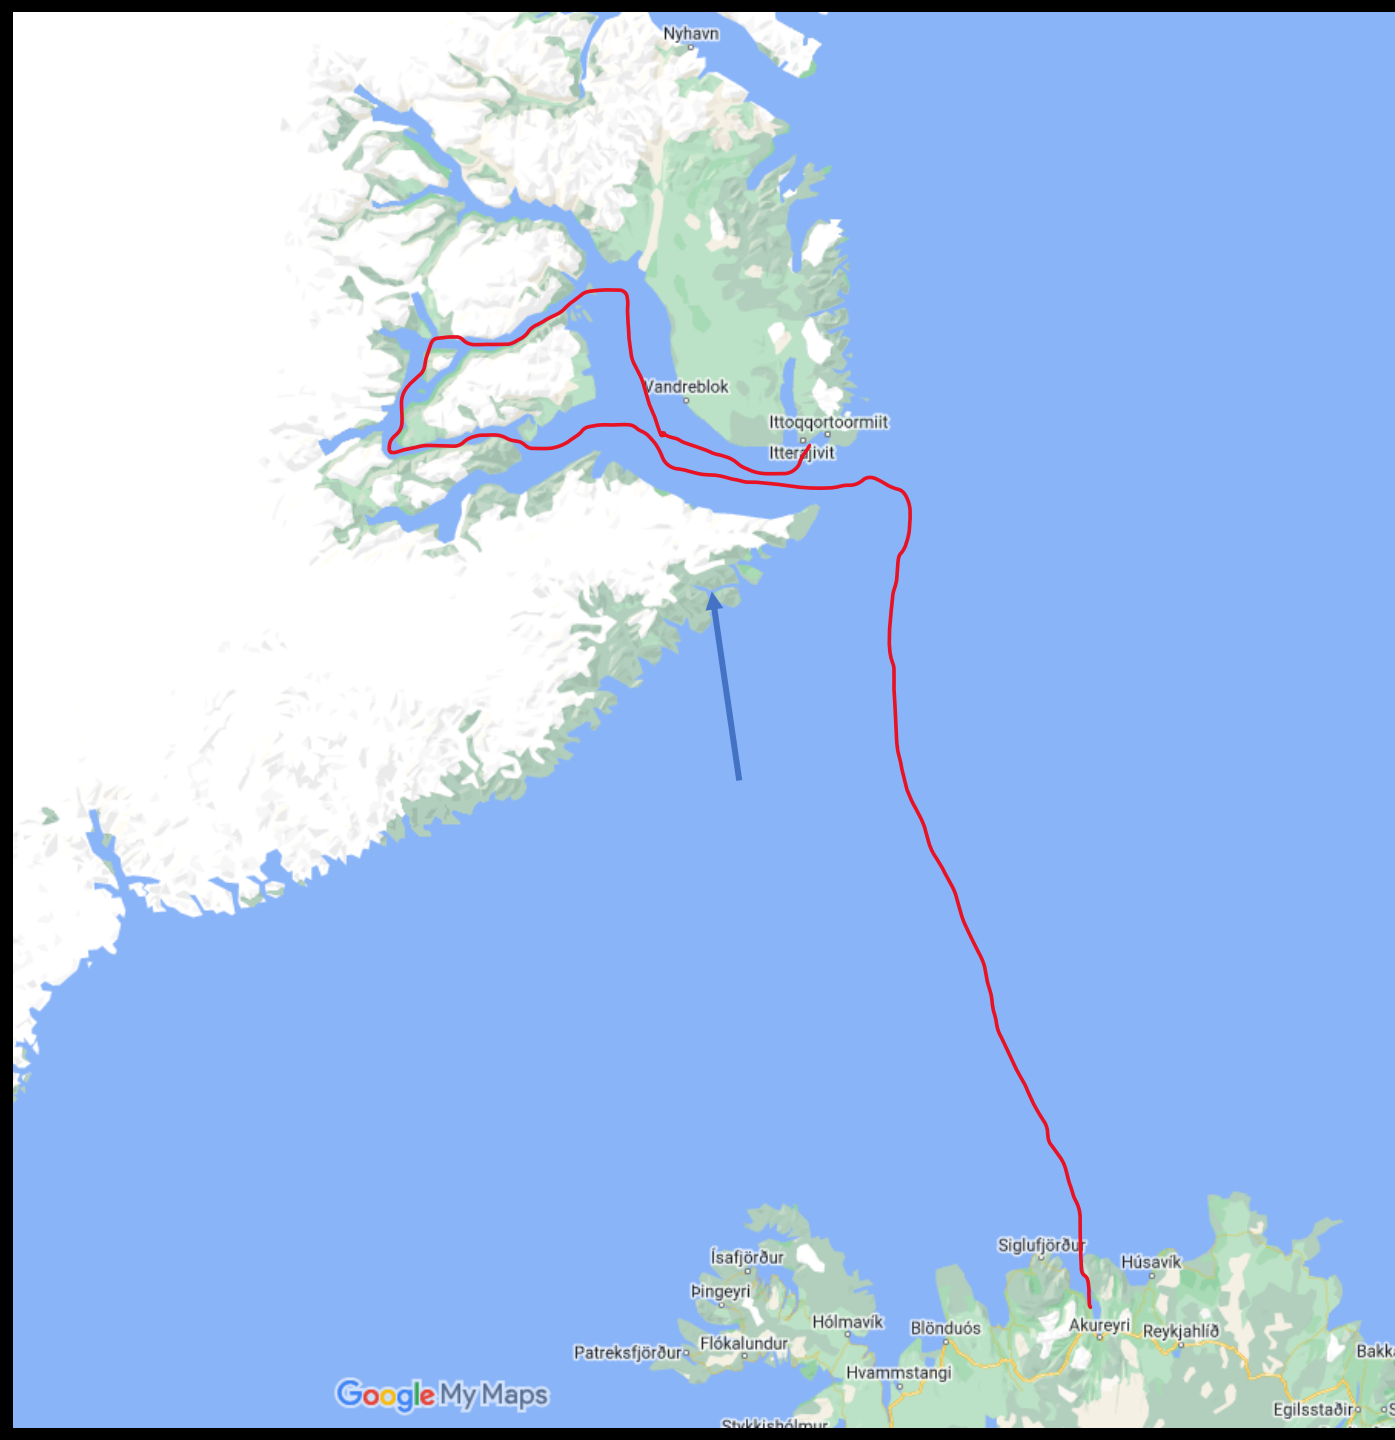 Nyhavn
Vandreblok
Ittoqqortoormiit
Itterajivit
Siglufjörður
Ísafjörður
Húsavík
Þingeyri
Hólmavík
Blönduós
Akureyri
Reykjahlíð
Patreksfjörður
Flókalundur
Bakka
Hvammstangi
Google My Maps
Egilsstaðir
S
Stykkishólmur